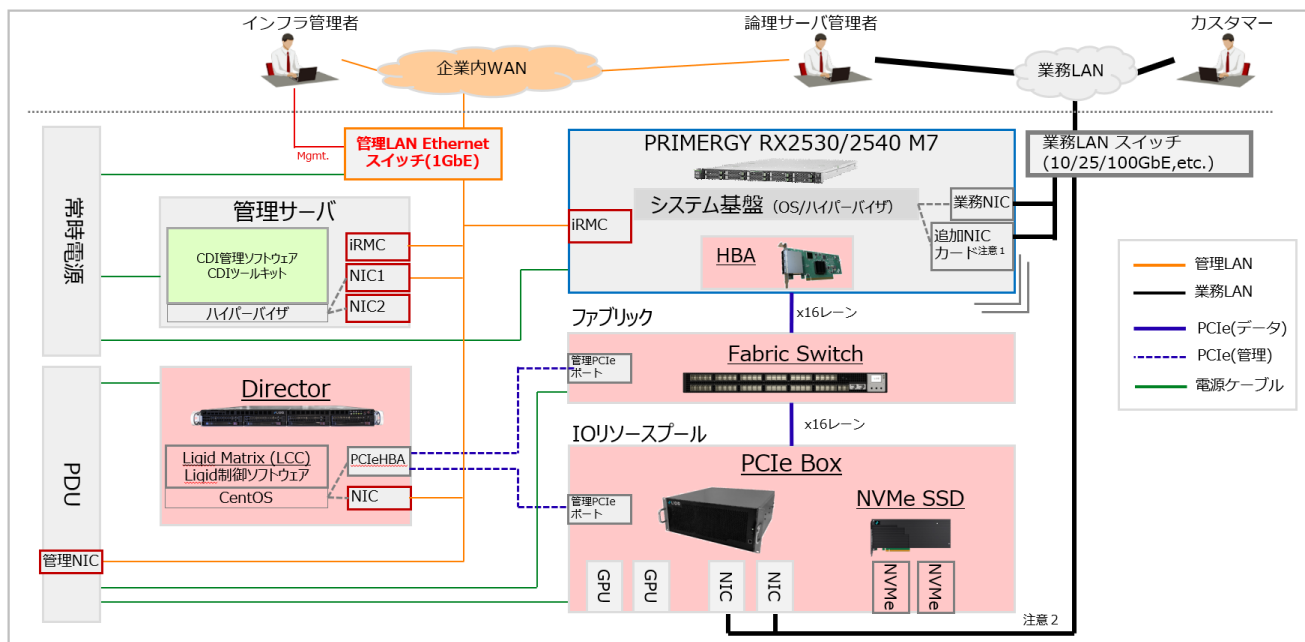 インフラ管理者
論理サーバ管理者
カスタマー
企業内WAN
業務LAN
Mgmt.
管理LAN Ethernet
スイッチ(1GbE)
PRIMERGY RX2530/2540 M7
業務LAN スイッチ
(10/25/100GbE,etc.)
常時電源
管理サーバ
CDI管理ソフトウェア
CDIツールキット
ハイパーバイザ
iRMC
NIC1
NIC2
iRMC
システム基盤（OS/ハイパーバイザ）
業務NIC
追加NIC
カード注意１
HBA
x16レーン
管理LAN
業務LAN
PCIe(データ)
PCIe(管理)
電源ケーブル
ファブリック
管理PCIe
ポート
Fabric Switch
x16レーン
PDU
管理NIC
Director
Liqid Matrix (LCC)
Liqid制御ソフトウェア
CentOS
PCIeHBA
NIC
IOリソースプール
PCIe Box
管理PCIe
ポート
NVMe SSD
GPU
GPU
NIC
NIC
NVMe
NVMe
注意２